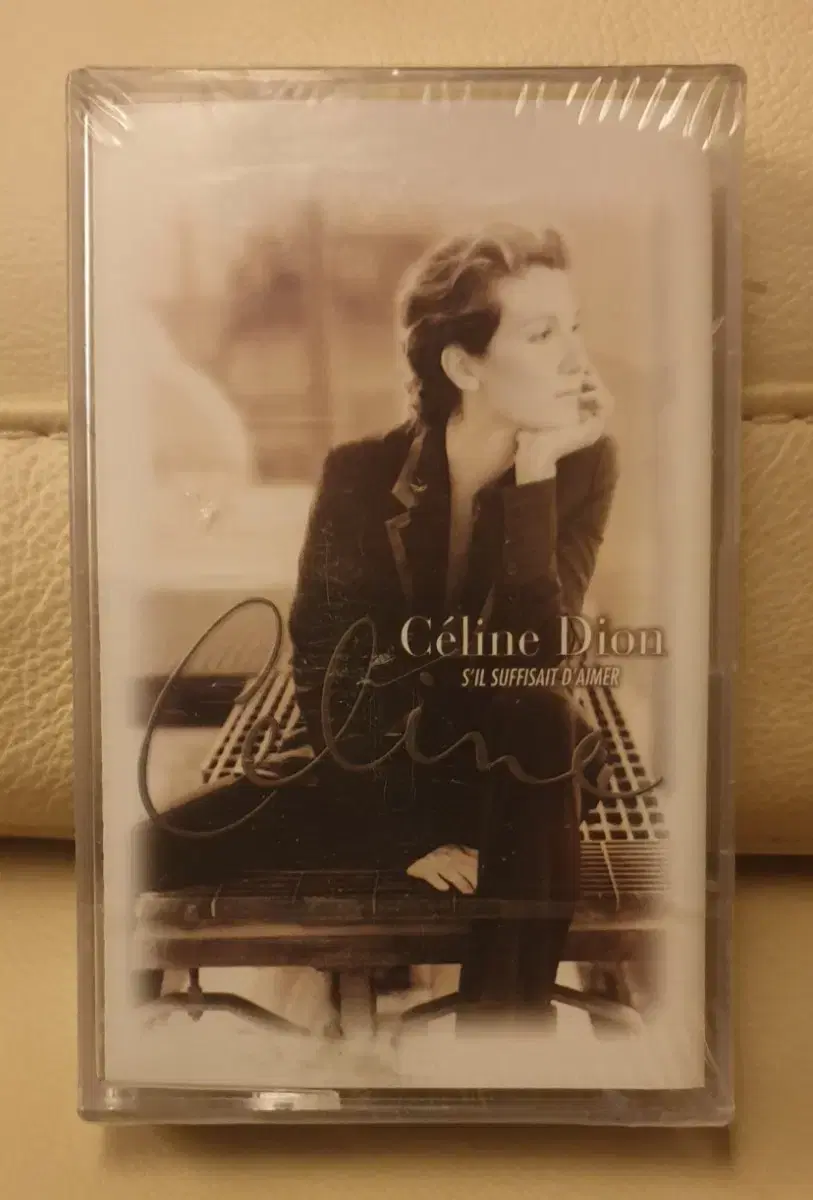 Céline Dion
S'IL SUFFISAIT D'AIMER
Céline